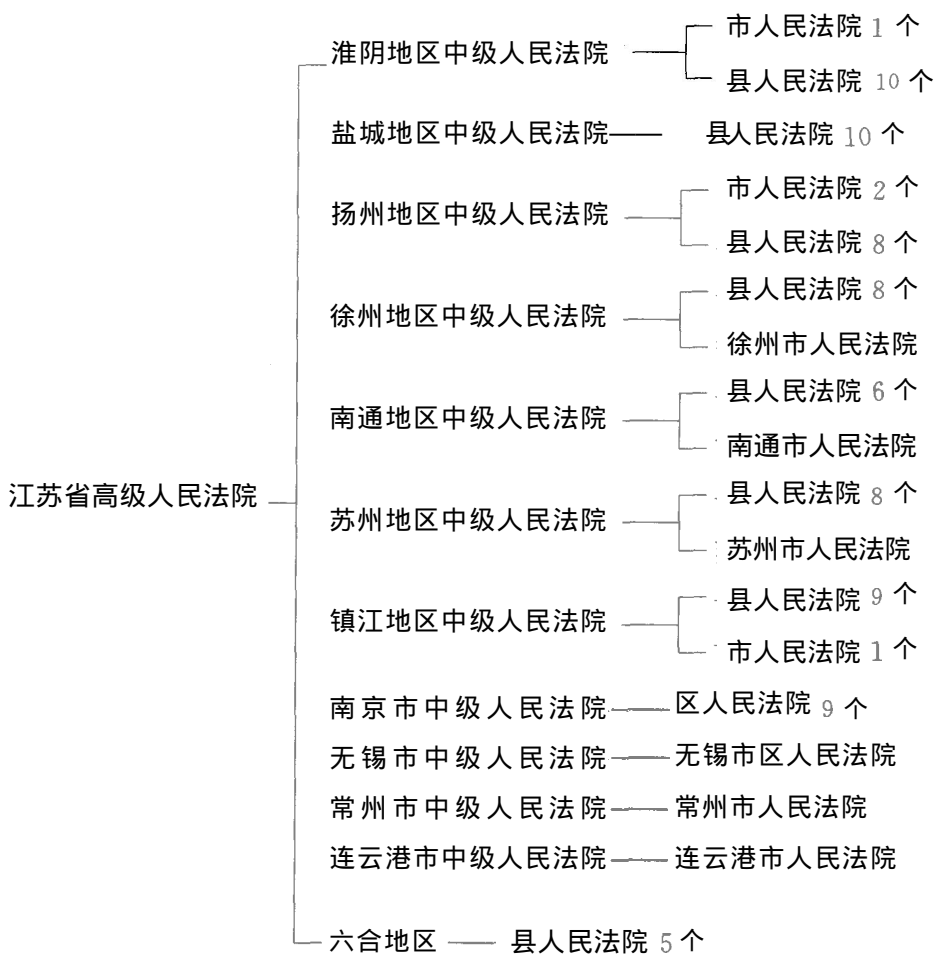 淮阴地区中级人民法院
市人民法院 1 个
县人民法院 10 个
盐城地区中级人民法院
县人民法院 10 个
扬州地区中级人民法院
市人民法院 2 个
县人民法院 8 个
徐州地区中级人民法院
县人民法院 8 个
徐州市人民法院
南通地区中级人民法院
县人民法院 6 个
南通市人民法院
江苏省高级人民法院
苏州地区中级人民法院
县人民法院 8 个
苏州市人民法院
镇江地区中级人民法院
县人民法院 9 个
市人民法院 1 个
南京市中级人民法院
区人民法院 9 个
无锡市中级人民法院
无锡市区人民法院
常州市中级人民法院
常州市人民法院
连云港市中级人民法院
连云港市人民法院
六合地区
县人民法院 5 个